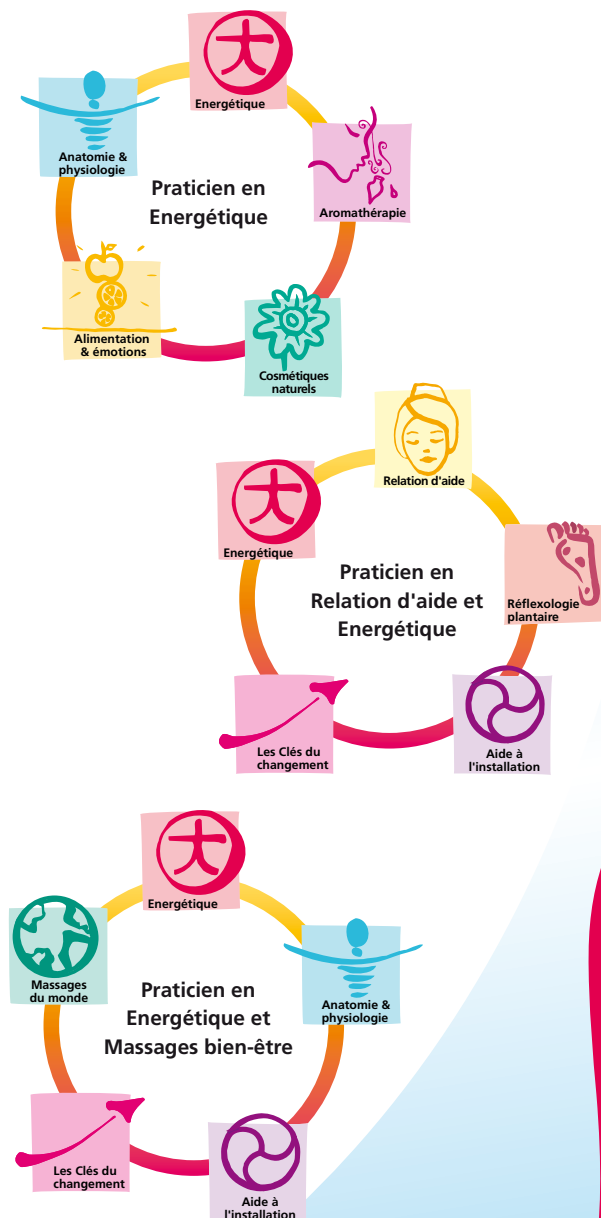 Energétique
Anatomie &
physiologie
Praticien en
Energétique
Aromathérapie
Alimentation
& émotions
Cosmétiques
naturels
Relation d'aide
Energétique
Praticien en
Relation d'aide et
Energétique
Réflexologie
plantaire
Les Clés du
changement
Aide à
l'installation
Energétique
Massages
du monde
Praticien en
Energétique et
Massages bien-être
Anatomie &
physiologie
Les Clés du
changement
Aide à
l'installation